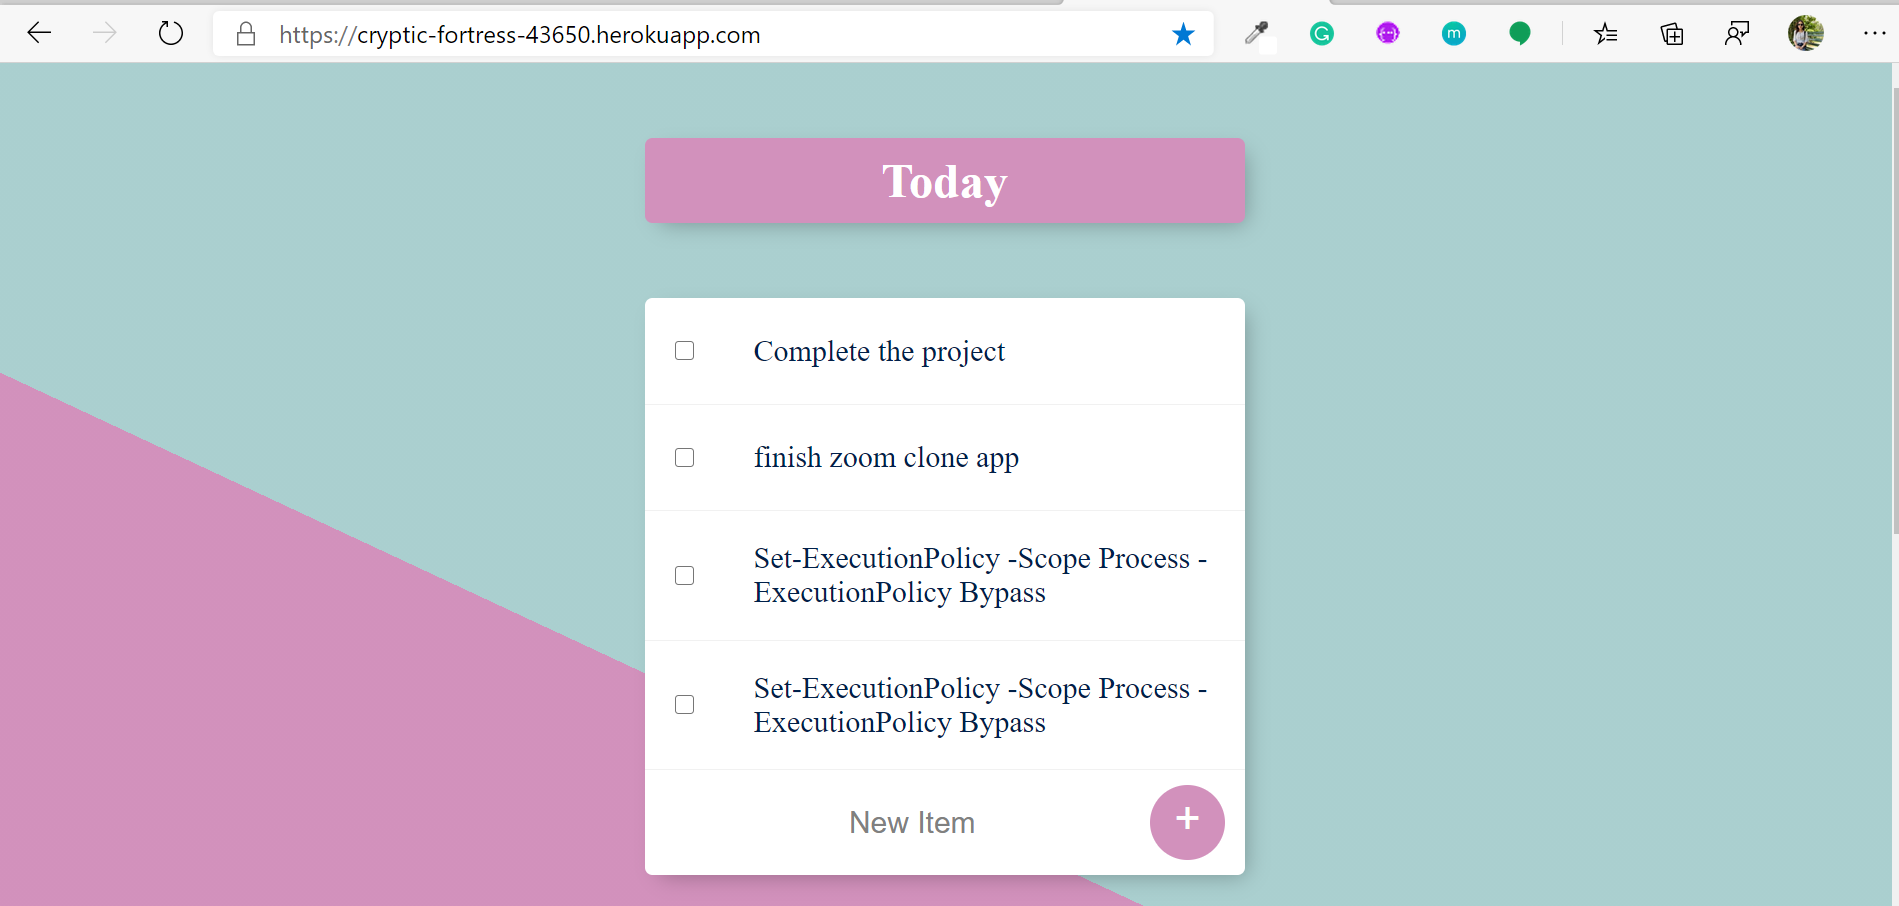 https://cryptic-fortress-43650.herokuapp.com
G
m
Today
Complete the project
finish zoom clone app
Set-ExecutionPolicy -Scope Process -
ExecutionPolicy Bypass
Set-ExecutionPolicy -Scope Process -
ExecutionPolicy Bypass
New Item
+